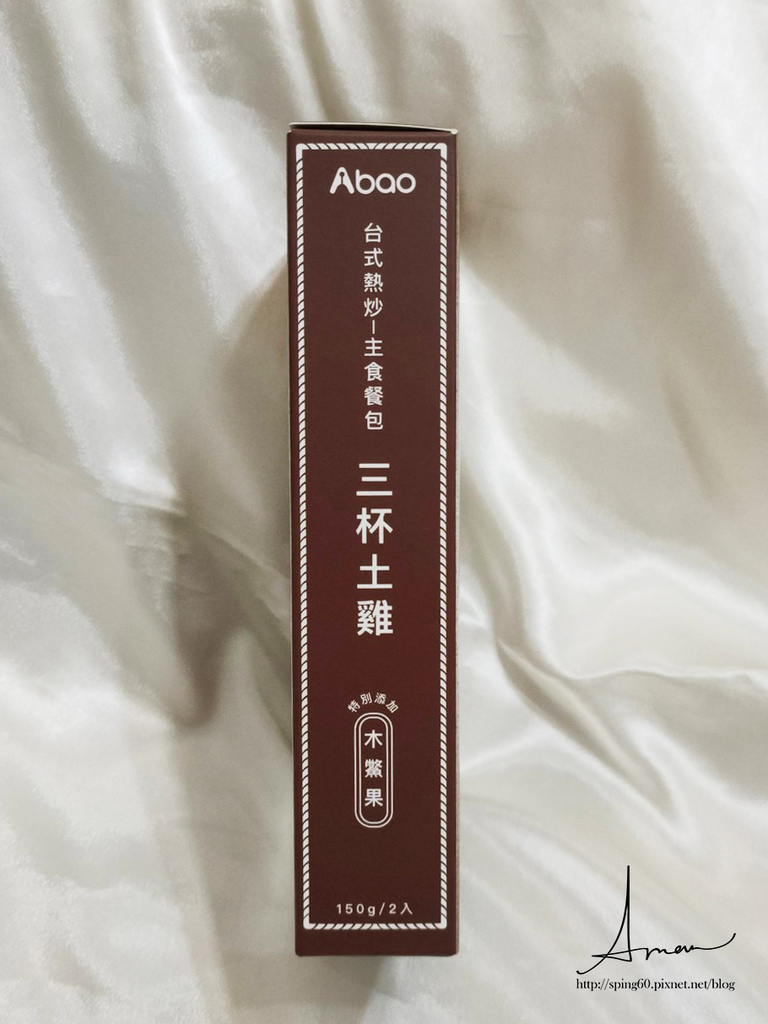 Abao
台式熱炒–主食餐包
三杯土雞
特別添加
木鱉果
150g/2入
Aman
http://sping60.pixnet.net/blog